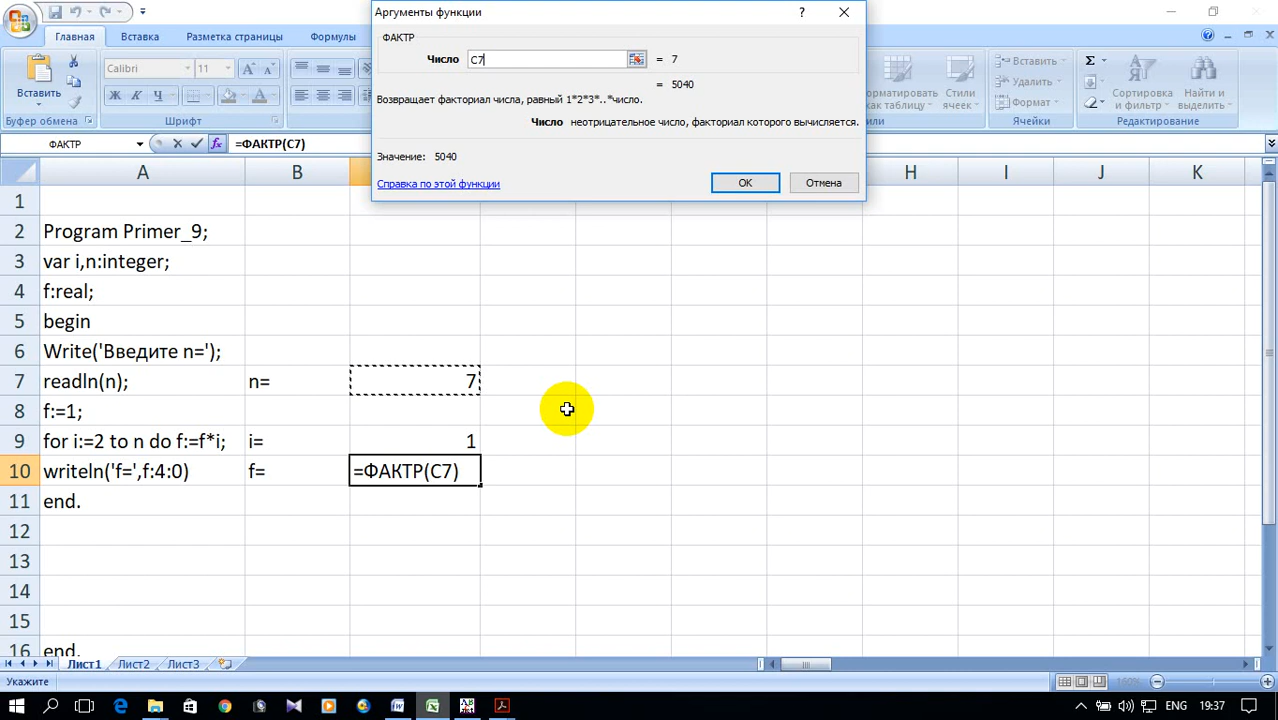 Аргументы функции
?
Главная
Вставка
Разметка страницы
Формулы
ФАКТР
Число
C7
= 7
= 5040
Возвращает факториал числа, равный 1*2*3*..*число.
Число неотрицательное число, факториал которого вычисляется.
Значение: 5040
Справка по этой функции
ОК
Отмена
Вставить
Буфер обмена
Calibri
11
Ж
К
Ч
Шрифт
как таблицу
Стили
ячеек
Вставить
Удалить
Формат
Ячейки
Σ
Сортировка
и фильтр
Найти и
выделить
Редактирование
ФАКТР
fx
=ФАКТР(C7)
A B H I J K
1
2 Program Primer_9;
3 var i,n:integer;
4 f:real;
5 begin
6 Write('Введите n=');
7 readln(n); n= 7
8 f:=1;
9 for i:=2 to n do f:=f*i; i= 1
10 writeln('f=',f:4:0) f= =ФАКТР(C7)
11 end.
12
13
14
15
16 end.
Лист1 Лист2 Лист3
Укажите
160%
ENG
19:37